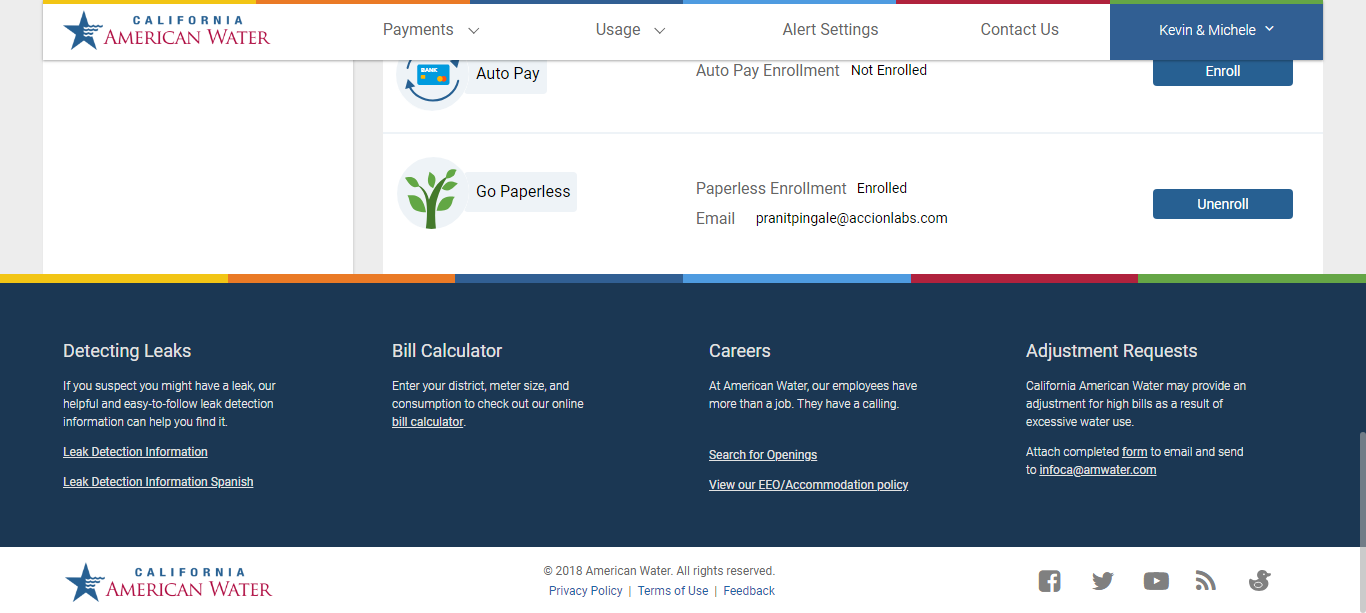 CALIFORNIA
AMERICAN WATER
Payments
Usage
Alert Settings
Contact Us
Kevin & Michele
BANK
Auto Pay
Auto Pay Enrollment Not Enrolled
Enroll
Go Paperless
Paperless Enrollment Enrolled
Email pranitpingale@accionlabs.com
Unenroll
Detecting Leaks
If you suspect you might have a leak, our
helpful and easy-to-follow leak detection
information can help you find it.
Leak Detection Information
Leak Detection Information Spanish
Bill Calculator
Enter your district, meter size, and
consumption to check out our online
bill calculator.
Careers
At American Water, our employees have
more than a job. They have a calling.
Search for Openings
View our EEO/Accommodation policy
Adjustment Requests
California American Water may provide an
adjustment for high bills as a result of
excessive water use.
Attach completed form to email and send
to infoca@amwater.com
CALIFORNIA
AMERICAN WATER
© 2018 American Water. All rights reserved.
Privacy Policy | Terms of Use | Feedback